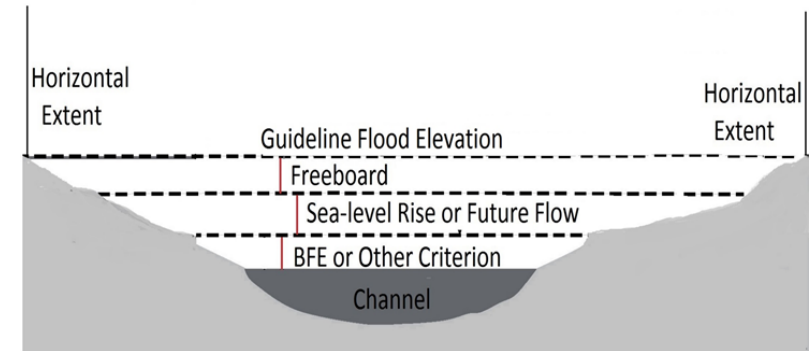 Horizontal
Extent
Horizontal
Extent
Guideline Flood Elevation
Freeboard
Sea-level Rise or Future Flow
BFE or Other Criterion
Channel